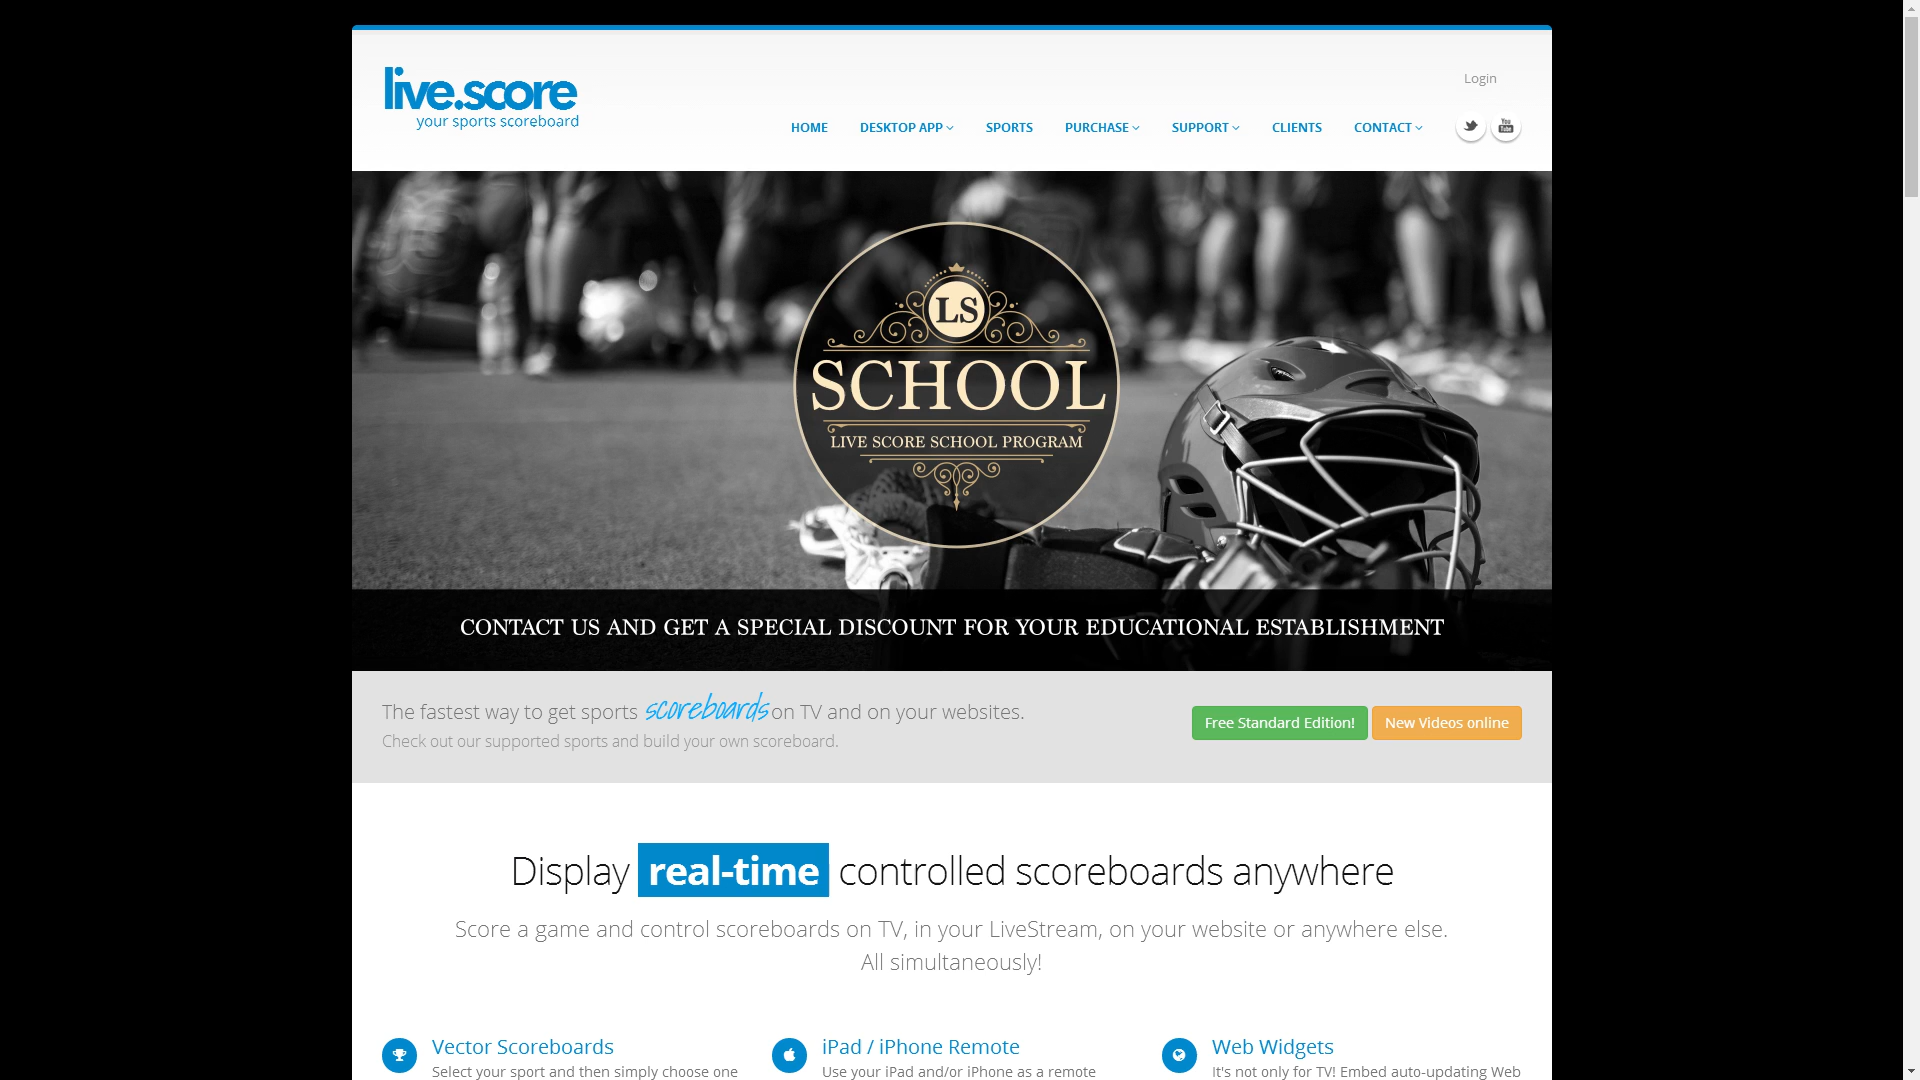 live.score
your sports scoreboard
Login
HOME
DESKTOP APP
SPORTS
PURCHASE
SUPPORT
CLIENTS
CONTACT
You
Tube
LS
SCHOOL
LIVE SCORE SCHOOL PROGRAM
CONTACT US AND GET A SPECIAL DISCOUNT FOR YOUR EDUCATIONAL ESTABLISHMENT
The fastest way to get sports scoreboards on TV and on your websites.
Check out our supported sports and build your own scoreboard.
Free Standard Edition!
New Videos online
Display real-time controlled scoreboards anywhere
Score a game and control scoreboards on TV, in your LiveStream, on your website or anywhere else.
All simultaneously!
Vector Scoreboards
Select your sport and then simply choose one
iPad / iPhone Remote
Use your iPad and/or iPhone as a remote
Web Widgets
It's not only for TV! Embed auto-updating Web